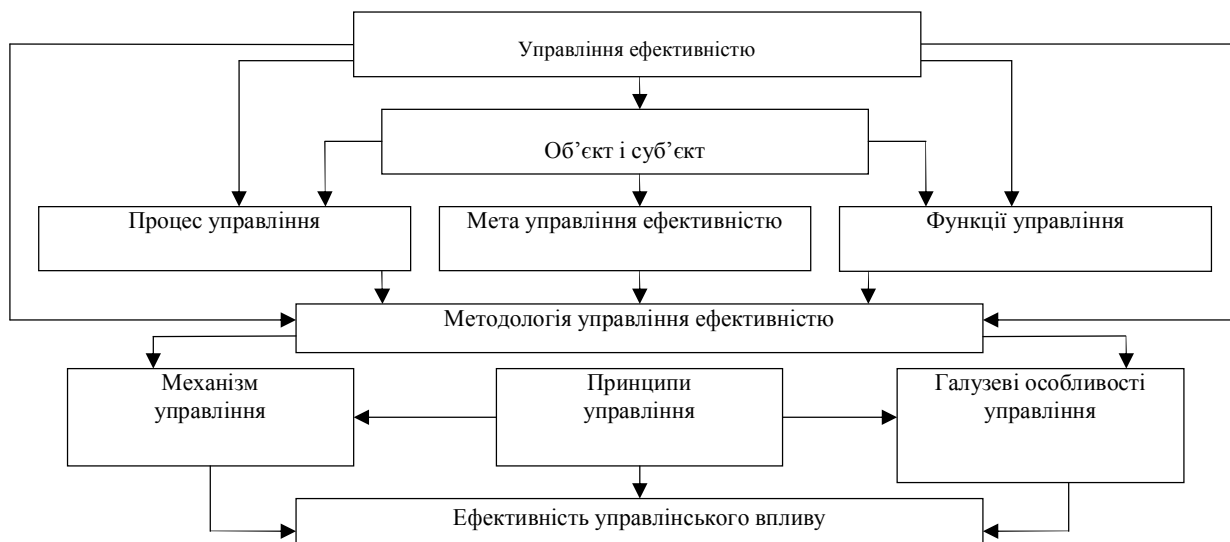 Управління ефективністю
Об’єкт і суб’єкт
Процес управління
Мета управління ефективністю
Функції управління
Методологія управління ефективністю
Механізм
управління
Принципи
управління
Галузеві особливості
управління
Ефективність управлінського впливу